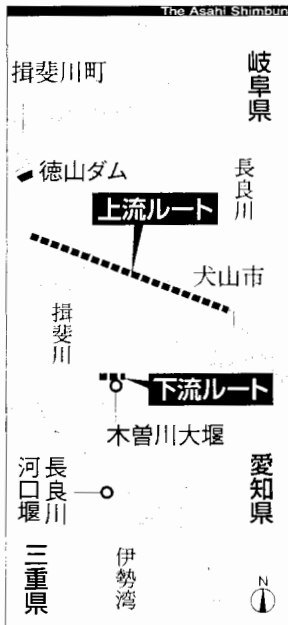 The Asahi Shimbun
揖斐川町
岐阜県
徳山ダム
長良川
上流ルート
犬山市
揖斐川
下流ルート
木曽川大堰
愛知県
長良川
河口堰
三重県
伊勢湾
N